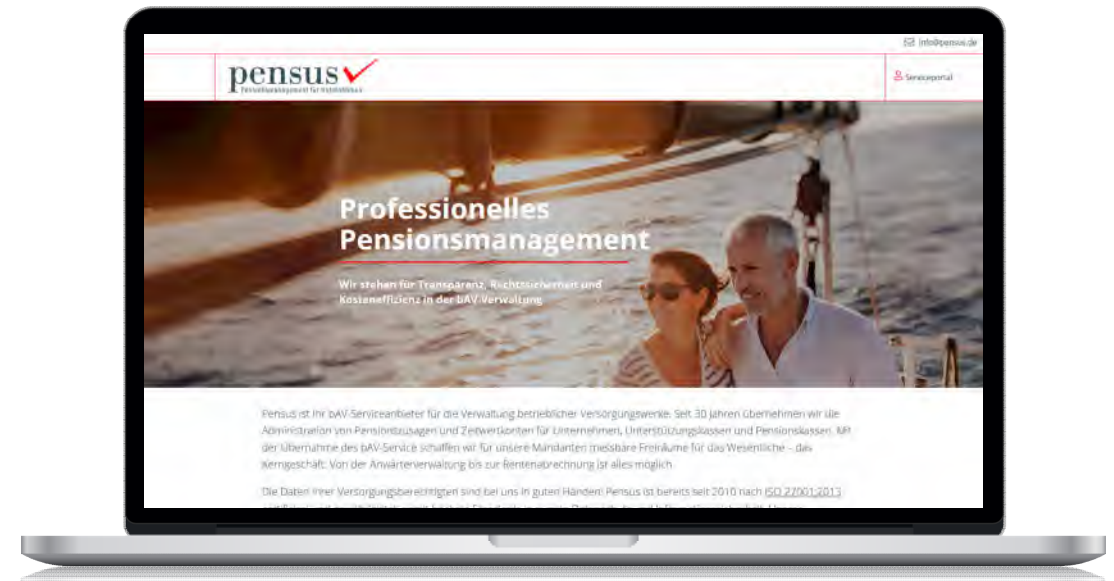 info@pensus.de
pensus
Pensionsmanagement für Institutionen
Serviceportal
Professionelles
Pensionsmanagement
Wir stehen für Transparenz, Rechtssicherheit und
Kosteneffizienz in der bAV-Verwaltung
Pensus ist Ihr bAV-Serviceanbieter für die Verwaltung betrieblicher Versorgungswerke. Seit 30 Jahren übernehmen wir die
Administration von Pensionszusagen und Zeitwertkonten für Unternehmen, Unterstützungskassen und Pensionskassen. Mit
der Übernahme des bAV-Service schaffen wir für unsere Mandanten messbare Freiräume für das Wesentliche – das
Kerngeschäft. Von der Anwärterverwaltung bis zur Rentenabrechnung ist alles möglich.
Die Daten Ihrer Versorgungsberechtigten sind bei uns in guten Händen! Pensus ist bereits seit 2010 nach ISO 27001:2013